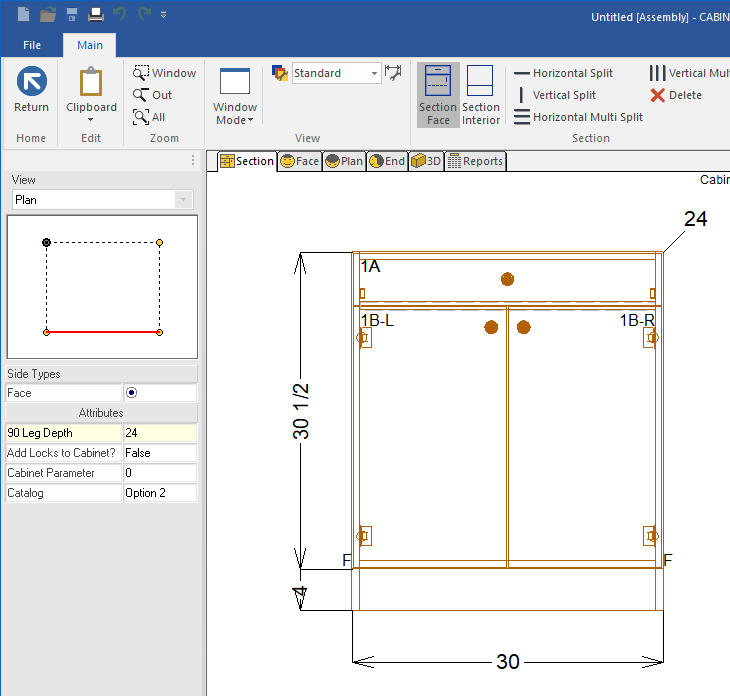 Untitled [Assembly] - CABIN
File Main
Return
Home
Clipboard
Edit
Window
Out
All
Zoom
Window
Mode
Standard
View
Section
Face
Section
Interior
Horizontal Split
Vertical Split
Horizontal Multi Split
Vertical Mul
Delete
Section
View
Plan
Side Types
Face
Attributes
90 Leg Depth 24
Add Locks to Cabinet? False
Cabinet Parameter 0
Catalog Option 2
Section Face Plan End 3D Reports
Cabin
24
1A
1B-L 1B-R
30 1/2
F F
4
30